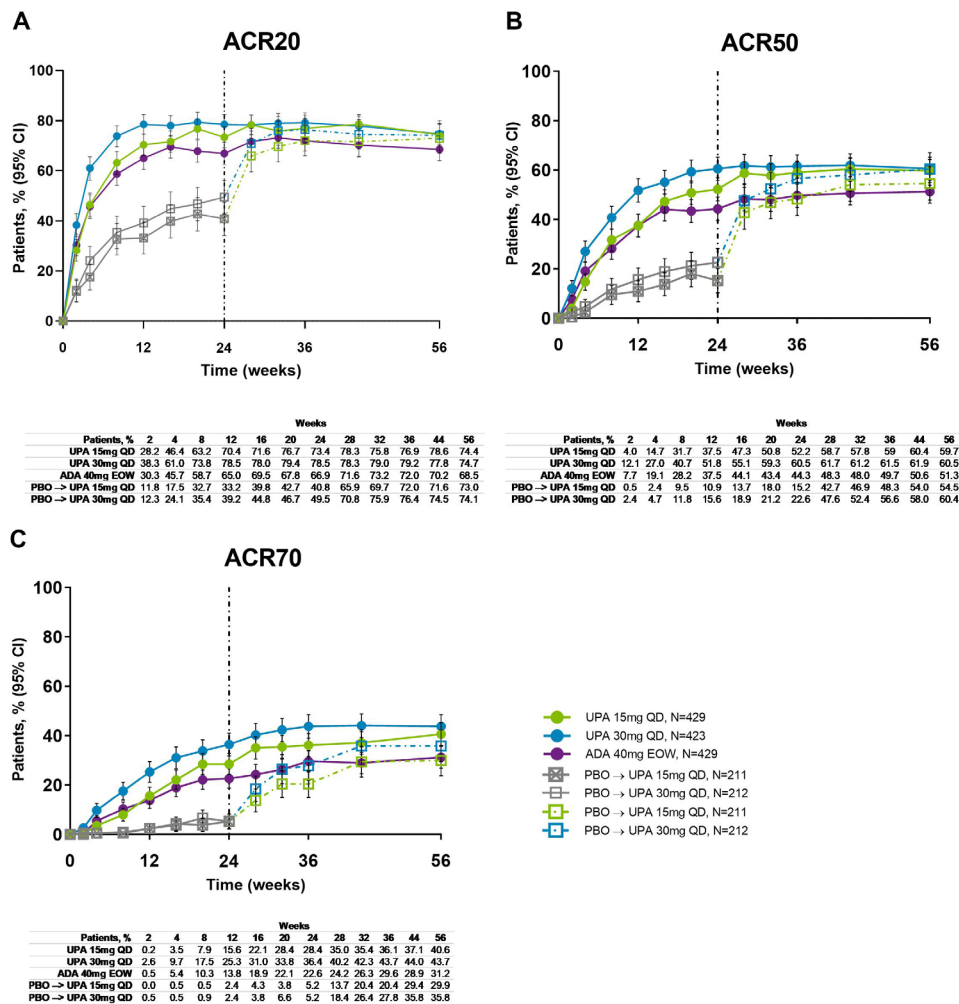 A
ACR20
Patients, % (95% CI)
100
80
60
40
20
0
0 12 24 36 56
Time (weeks)
Weeks
Patients, % 2 4 8 12 16 20 24 28 32 36 44 56
UPA 15mg QD 28.2 46.4 63.2 70.4 71.6 76.7 73.4 78.3 75.8 76.9 78.6 74.4
UPA 30mg QD 38.3 61.0 73.8 78.5 78.0 79.4 78.5 78.3 79.0 79.2 77.8 74.7
ADA 40mg EOW 30.3 45.7 58.7 65.0 69.5 67.8 66.9 71.6 73.2 72.0 70.2 68.5
PBO –> UPA 15mg QD 11.8 17.5 32.7 33.2 39.8 42.7 40.8 65.9 69.7 72.0 71.6 73.0
PBO –> UPA 30mg QD 12.3 24.1 35.4 39.2 44.8 46.7 49.5 70.8 75.9 76.4 74.5 74.1
B
ACR50
Patients, % (95% CI)
100
80
60
40
20
0
0 12 24 36 56
Time (weeks)
Weeks
Patients, % 2 4 8 12 16 20 24 28 32 36 44 56
UPA 15mg QD 4.0 14.7 31.7 37.5 47.3 50.8 52.2 58.7 57.8 59 60.4 59.7
UPA 30mg QD 12.1 27.0 40.7 51.8 55.1 59.3 60.5 61.7 61.2 61.5 61.9 60.5
ADA 40mg EOW 7.7 19.1 28.2 37.5 44.1 43.4 44.3 48.3 48.0 49.7 50.6 51.3
PBO –> UPA 15mg QD 0.5 2.4 9.5 10.9 13.7 18.0 15.2 42.7 46.9 48.3 54.0 54.5
PBO –> UPA 30mg QD 2.4 4.7 11.8 15.6 18.9 21.2 22.6 47.6 52.4 56.6 58.0 60.4
C
ACR70
Patients, % (95% CI)
100
80
60
40
20
0
0 12 24 36 56
Time (weeks)
UPA 15mg QD, N=429
UPA 30mg QD, N=423
ADA 40mg EOW, N=429
PBO → UPA 15mg QD, N=211
PBO → UPA 30mg QD, N=212
PBO → UPA 15mg QD, N=211
PBO → UPA 30mg QD, N=212
Weeks
Patients, % 2 4 8 12 16 20 24 28 32 36 44 56
UPA 15mg QD 0.2 3.5 7.9 15.6 22.1 28.4 28.4 35.0 35.4 36.1 37.1 40.6
UPA 30mg QD 2.6 9.7 17.5 25.3 31.0 33.8 36.4 40.2 42.3 43.7 44.0 43.7
ADA 40mg EOW 0.5 5.4 10.3 13.8 18.9 22.1 22.6 24.2 26.3 29.6 28.9 31.2
PBO –> UPA 15mg QD 0.0 0.5 0.5 2.4 4.3 3.8 5.2 13.7 20.4 20.4 29.4 29.9
PBO –> UPA 30mg QD 0.5 0.5 0.9 2.4 3.8 6.6 5.2 18.4 26.4 27.8 35.8 35.8